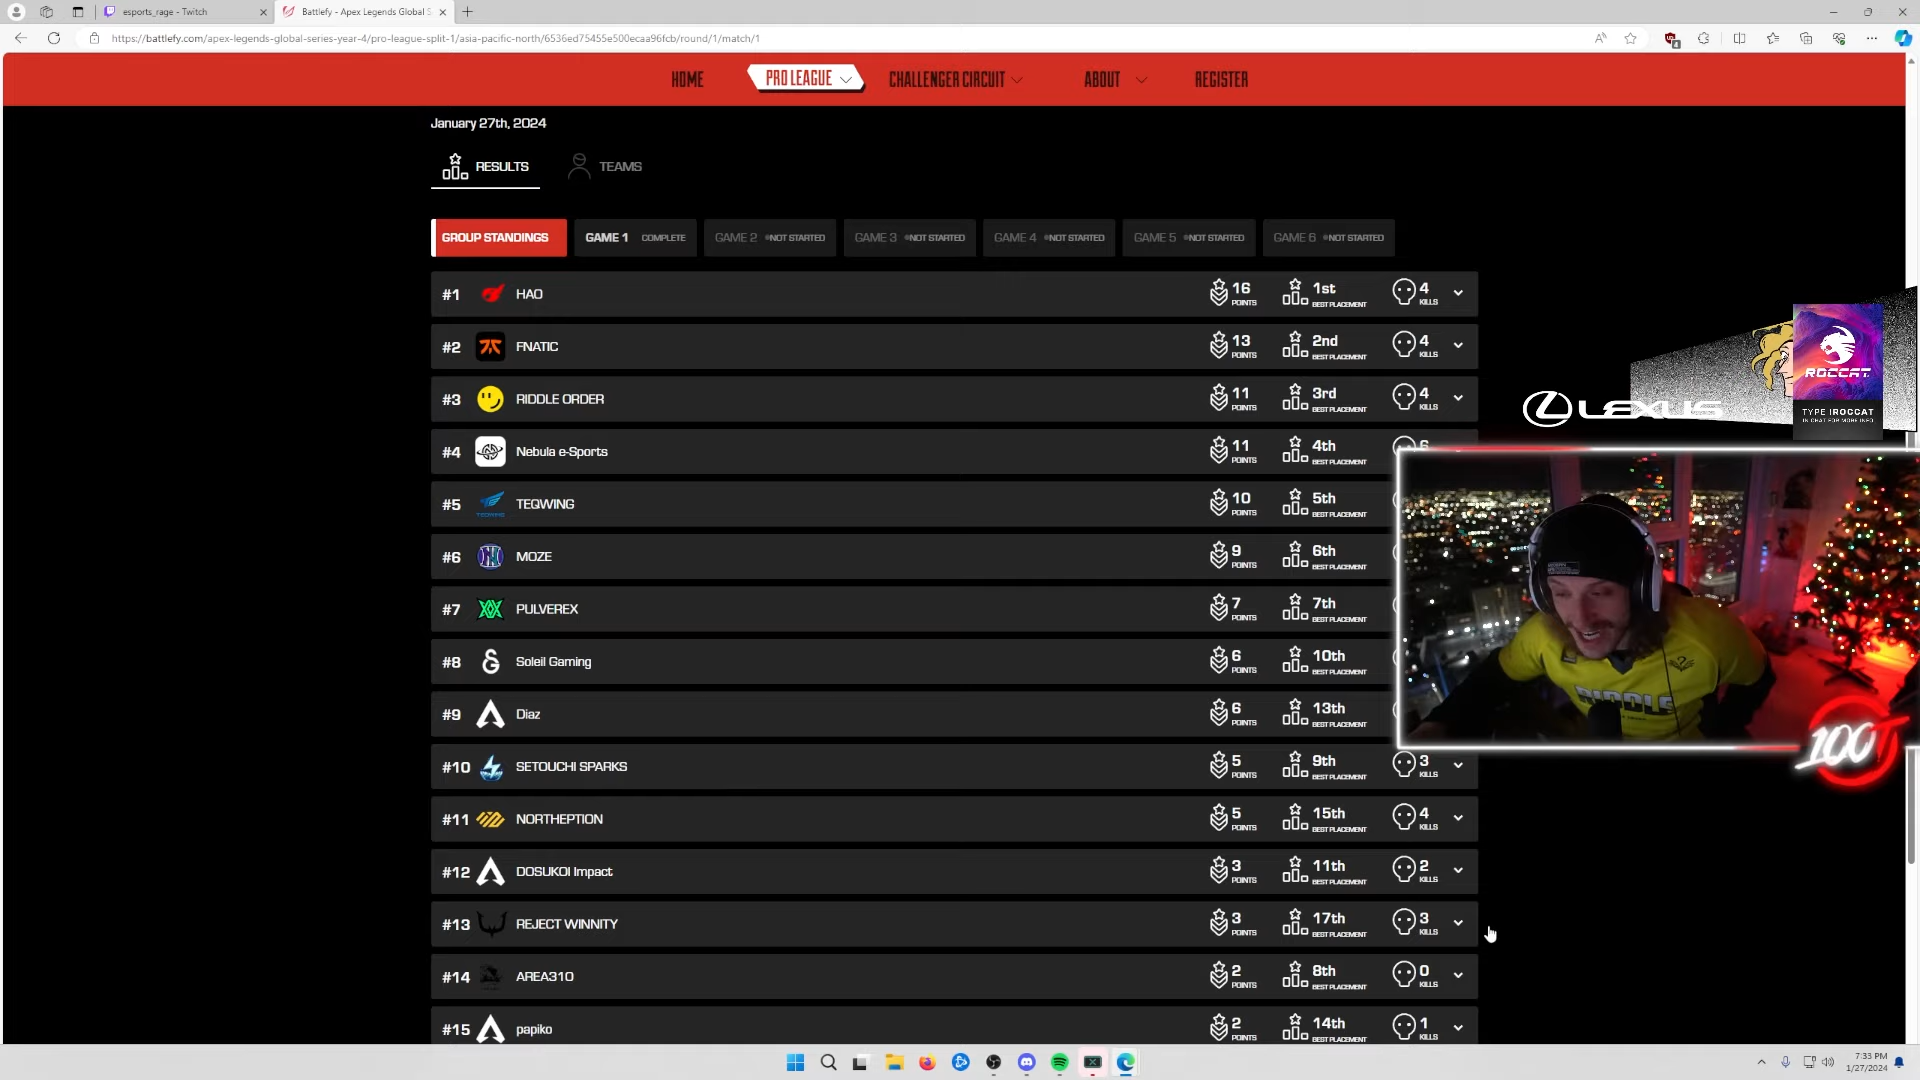 esports_rage - Twitch
Battlefy - Apex Legends Global S
https://battlefy.com/apex-legends-global-series-year-4/pro-league-split-1/asia-pacific-north/6536ed75455e500ecaa96fcb/round/1/match/1
HOME PRO LEAGUE CHALLENGER CIRCUIT ABOUT REGISTER
January 27th, 2024
RESULTS TEAMS
GROUP STANDINGS GAME 1 COMPLETE GAME 2 NOT STARTED GAME 3 NOT STARTED GAME 4 NOT STARTED GAME 5 NOT STARTED GAME 6 NOT STARTED
#1 HAO 16 POINTS 1st BEST PLACEMENT 4 KILLS
#2 FNATIC 13 POINTS 2nd BEST PLACEMENT 4 KILLS
#3 RIDDLE ORDER 11 POINTS 3rd BEST PLACEMENT 4 KILLS
#4 Nebula e-Sports 11 POINTS 4th BEST PLACEMENT 6
#5 TEQWING 10 POINTS 5th BEST PLACEMENT
#6 MOZE 9 POINTS 6th BEST PLACEMENT
#7 PULVEREX 7 POINTS 7th BEST PLACEMENT
#8 Soleil Gaming 6 POINTS 10th BEST PLACEMENT
#9 Diaz 6 POINTS 13th BEST PLACEMENT
#10 SETOUCHI SPARKS 5 POINTS 9th BEST PLACEMENT 3 KILLS
#11 NORTHEPTION 5 POINTS 15th BEST PLACEMENT 4 KILLS
#12 DOSUKOI Impact 3 POINTS 11th BEST PLACEMENT 2 KILLS
#13 REJECT WINNITY 3 POINTS 17th BEST PLACEMENT 3 KILLS
#14 AREA310 2 POINTS 8th BEST PLACEMENT 0 KILLS
#15 papiko 2 POINTS 14th BEST PLACEMENT 1 KILLS
LEXUS
ROCCAT
TYPE !ROCCAT
IN CHAT FOR MORE INFO
RIDDLE
100T
7:33 PM
1/27/2024